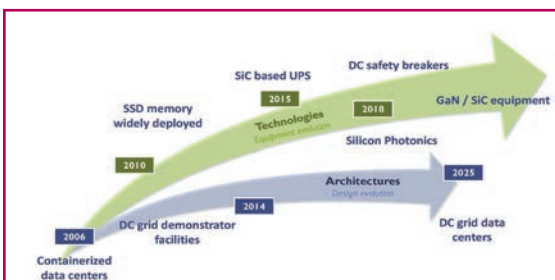 DC safety breakers
SiC based UPS
2015
2018
GaN / SiC equipment
SSD memory
widely deployed
Technologies
Equipment evolution
Silicon Photonics
2010
2025
Architectures
Design evolution
2014
2006
DC grid demonstrator
facilities
DC grid data
centers
Containerized
data centers